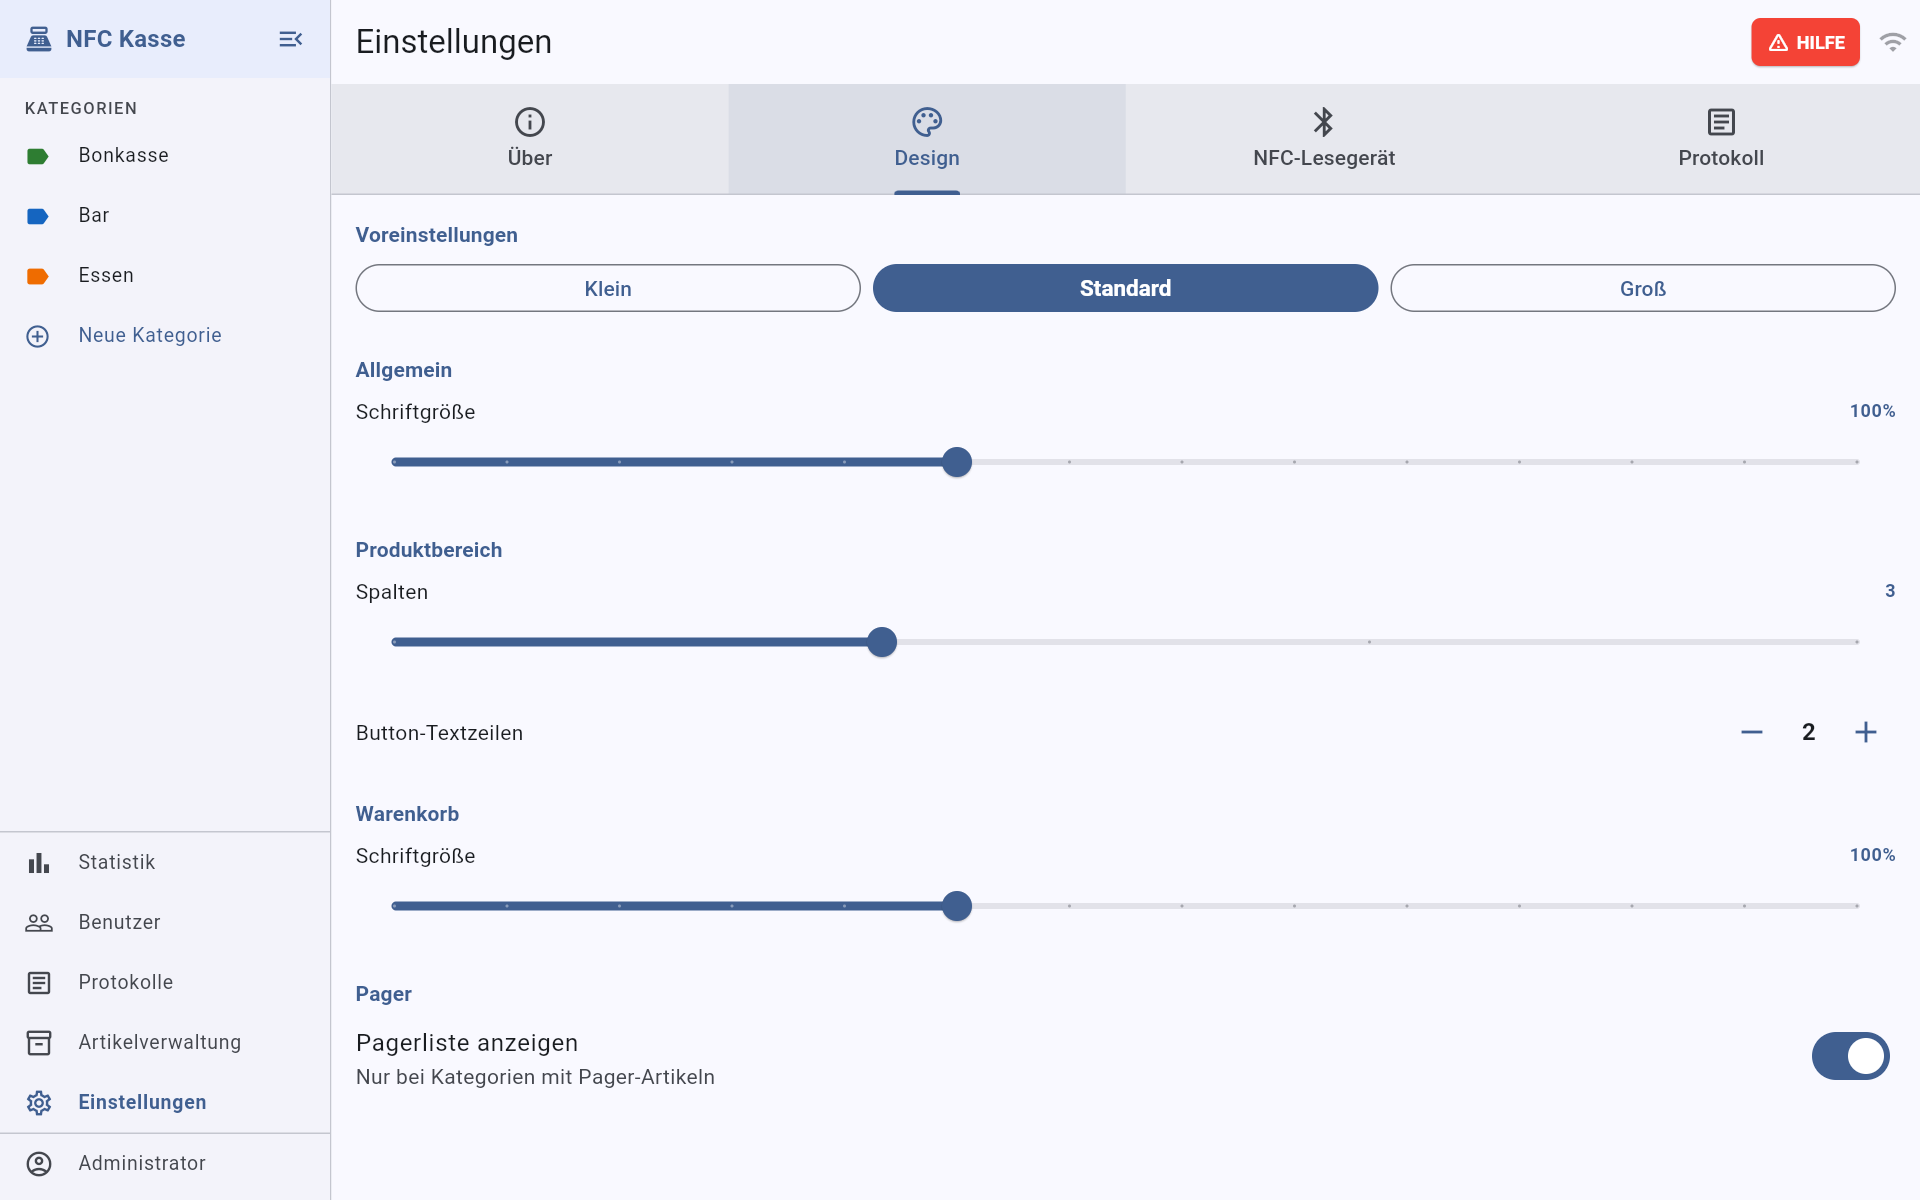 NFC Kasse
KATEGORIEN
Bonkasse
Bar
Essen
Neue Kategorie
Statistik
Benutzer
Protokolle
Artikelverwaltung
Einstellungen
Administrator
Einstellungen
HILFE
Über
Design
NFC-Lesegerät
Protokoll
Voreinstellungen
Klein
Standard
Groß
Allgemein
Schriftgröße
100%
Produktbereich
Spalten
3
Button-Textzeilen
2
Warenkorb
Schriftgröße
100%
Pager
Pagerliste anzeigen
Nur bei Kategorien mit Pager-Artikeln